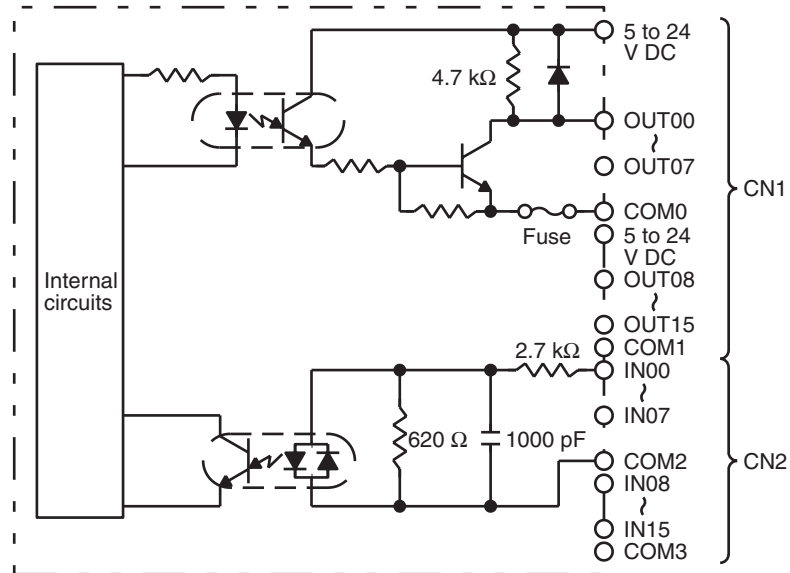 5 to 24
V DC
4.7 kΩ
OUT00
~
OUT07
CN1
COM0
Fuse
5 to 24
V DC
Internal
circuits
OUT08
~
OUT15
COM1
2.7 kΩ
IN00
~
IN07
620 Ω
1000 pF
COM2
CN2
IN08
~
IN15
COM3